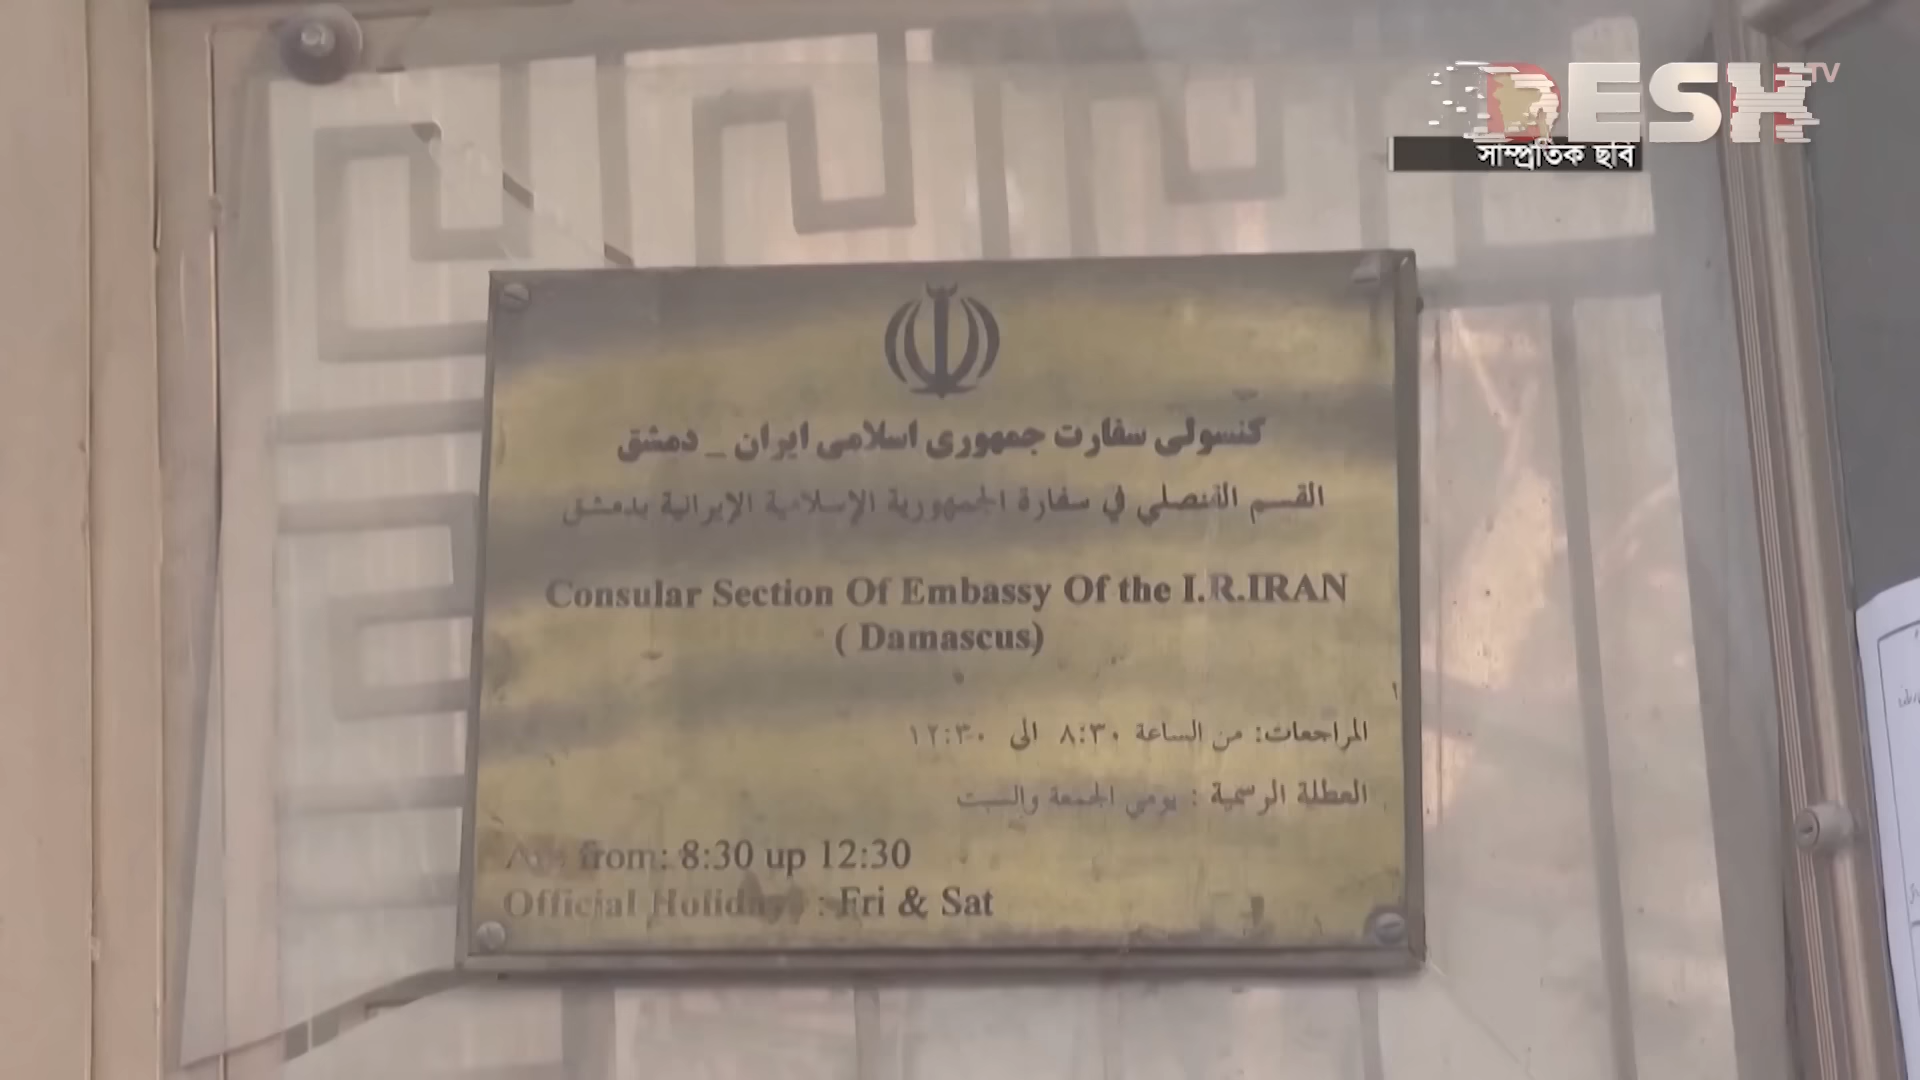 DESH TV
সাম্প্রতিক ছবি
کنسولی سفارت جمهوری اسلامی ایران _ دمشق
القسم القنصلي في سفارة الجمهورية الإسلامية الإيرانية بدمشق
Consular Section Of Embassy Of the I.R.IRAN
( Damascus)
المراجعات: من الساعة ٨:٣٠ الى ١٢:٣٠
العطلة الرسمية : يومي الجمعة والسبت
from: 8:30 up 12:30
Official Holidays : Fri & Sat